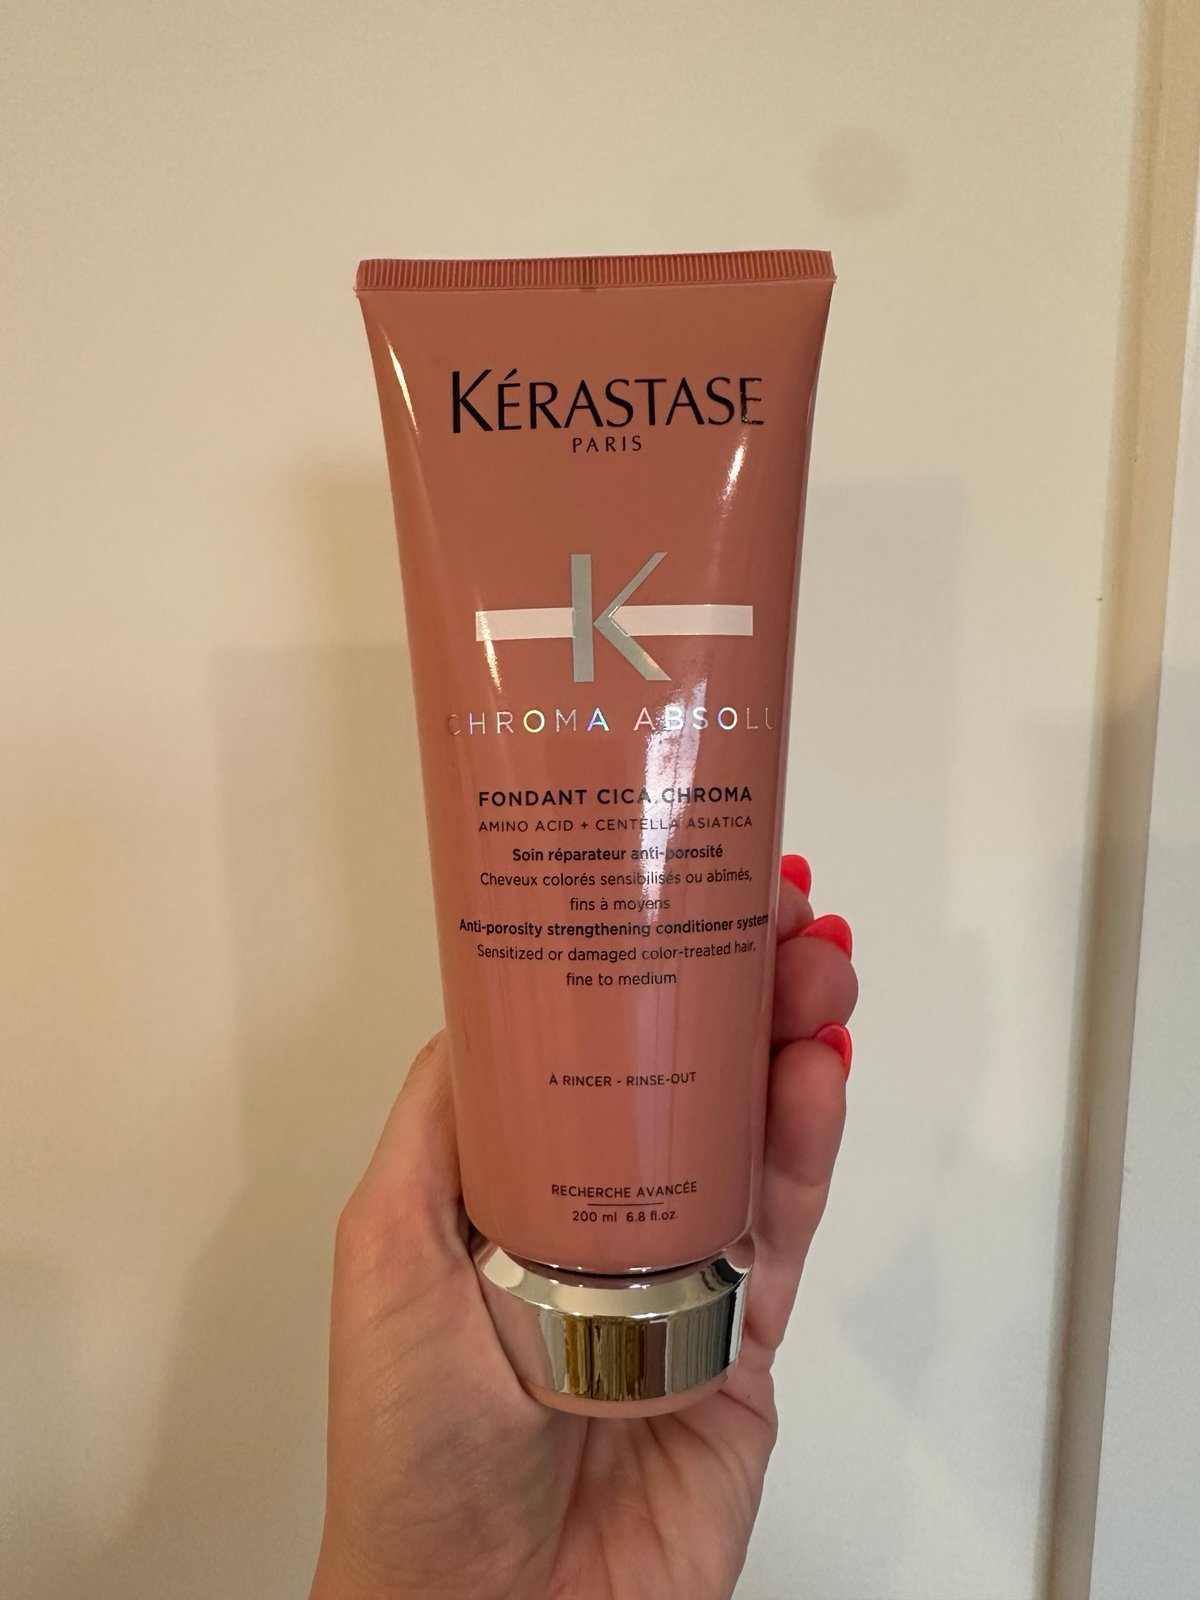 KÉRASTASE
PARIS
K
CHROMA ABSOLU
FONDANT CICA CHROMA
AMINO ACID + CENTELLA ASIATICA
Soin réparateur anti-porosité
Cheveux colorés sensibilisés ou abîmés,
fins à moyens
Anti-porosity strengthening conditioner system
Sensitized or damaged color-treated hair,
fine to medium
À RINCER - RINSE-OUT
RECHERCHE AVANCÉE
200 ml 6.8 fl.oz.